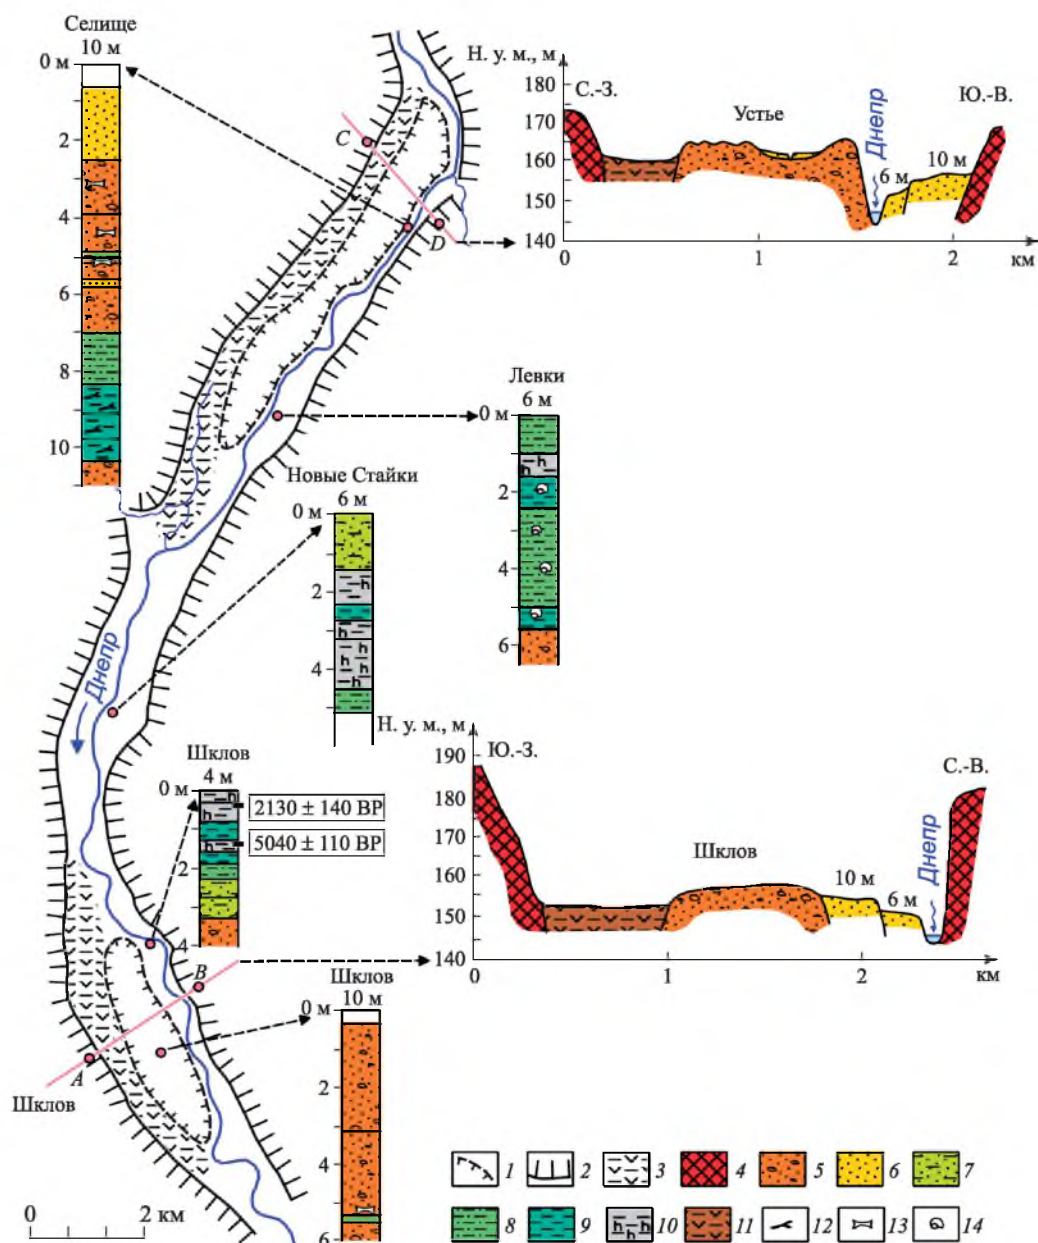 Селище
10 м
0 м
2
4
6
8
10
C
D
Н. у. м., м
180
170
160
150
140
С.-З.
Устье
Днепр
Ю.-В.
6 м
10 м
0
1
2
км
Левки
6 м
0 м
2
4
6
Новые Стайки
6 м
0 м
2
4
Днепр
Шклов
4 м
0 м
2
4
2130 ± 140 BP
5040 ± 110 BP
Н. у. м., м
190
180
170
160
150
140
Ю.-З.
Шклов
С.-В.
Днепр
10 м
6 м
0
1
2
км
A
B
Шклов
Шклов
10 м
0 м
2
4
6
0
2 км
1
2
3
4
5
6
7
8
9
10
11
12
13
14